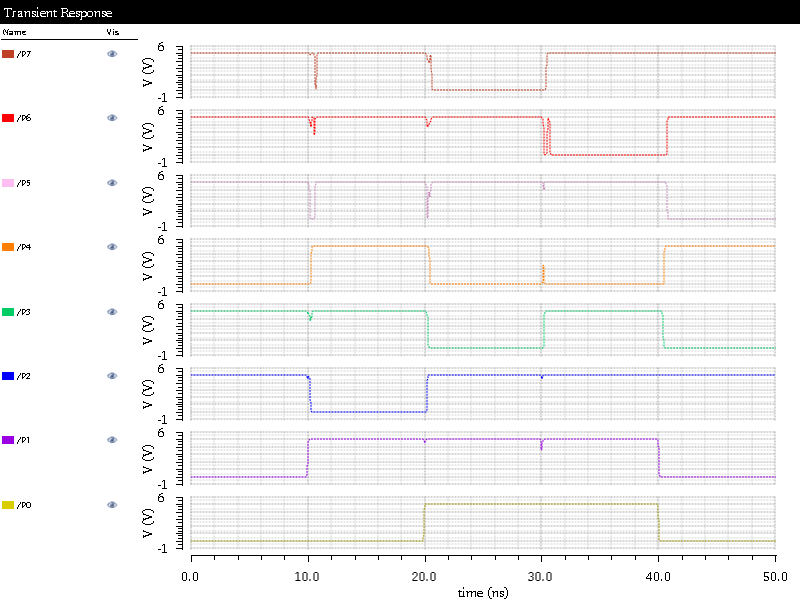 Transient Response
Name Vis
/P7
/P6
/P5
/P4
/P3
/P2
/P1
/P0
V (V) 6 -1
V (V) 6 -1
V (V) 6 -1
V (V) 6 -1
V (V) 6 -1
V (V) 6 -1
V (V) 6 -1
V (V) 6 -1
0.0 10.0 20.0 30.0 40.0 50.0
time (ns)